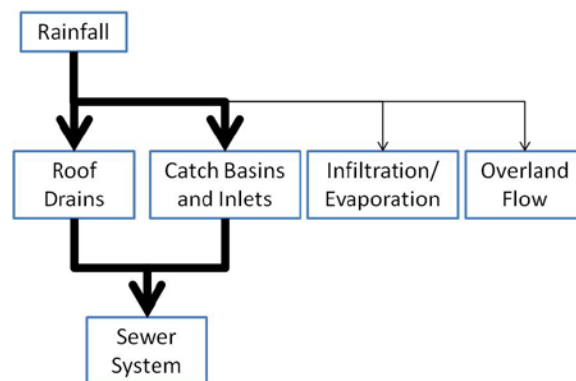 Rainfall
Roof
Drains
Catch Basins
and Inlets
Infiltration/
Evaporation
Overland
Flow
Sewer
System